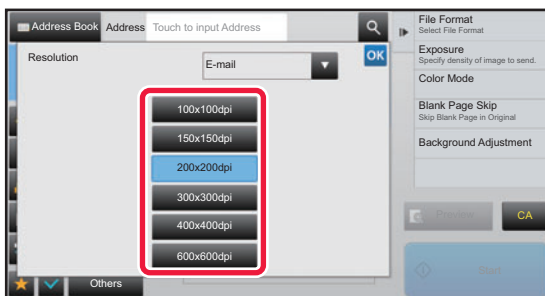 Address Book Address Touch to input Address
Resolution
E-mail
OK
100x100dpi
150x150dpi
200x200dpi
300x300dpi
400x400dpi
600x600dpi
Others
File Format
Select File Format
Exposure
Specify density of image to send.
Color Mode
Blank Page Skip
Skip Blank Page in Original
Background Adjustment
Preview
CA
Start